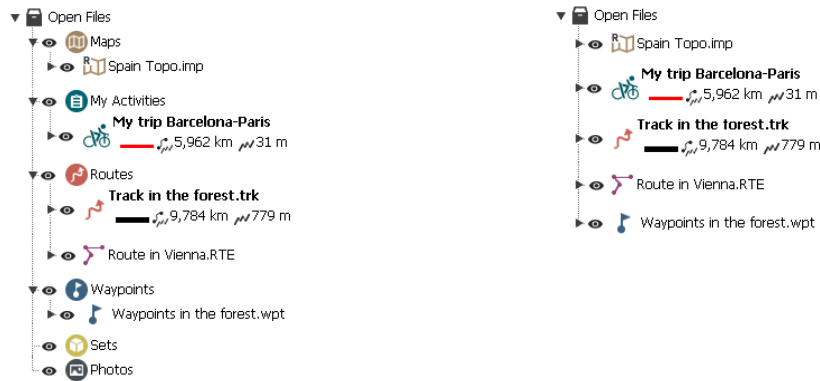 Open Files
Maps
R
Spain Topo.imp
My Activities
My trip Barcelona-Paris
5,962 km 31 m
Routes
Track in the forest.trk
9,784 km 779 m
Route in Vienna.RTE
Waypoints
Waypoints in the forest.wpt
Sets
Photos
Open Files
R
Spain Topo.imp
My trip Barcelona-Paris
5,962 km 31 m
Track in the forest.trk
9,784 km 779 m
Route in Vienna.RTE
Waypoints in the forest.wpt